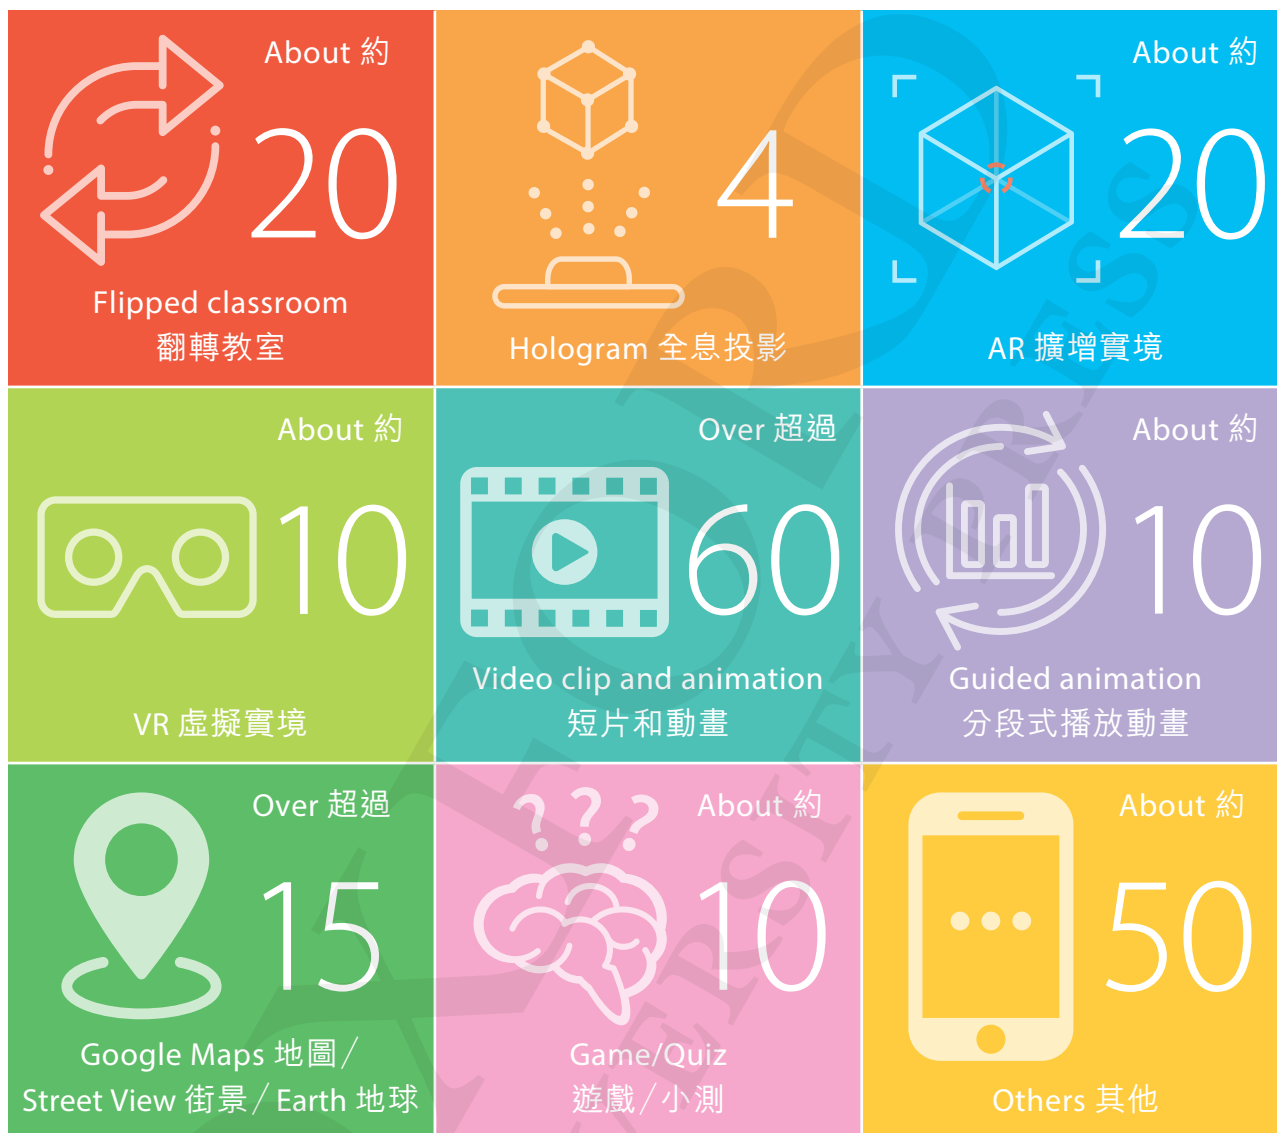 About 約
20
Flipped classroom
翻轉教室
4
Hologram 全息投影
About 約
20
AR 擴增實境
About 約
10
VR 虛擬實境
Over 超過
60
Video clip and animation
短片和動畫
About 約
10
Guided animation
分段式播放動畫
Over 超過
15
Google Maps 地圖/
Street View 街景/Earth 地球
? ? ?
About 約
10
Game/Quiz
遊戲/小測
About 約
50
Others 其他
OXFORD
UNIVERSITY PRESS